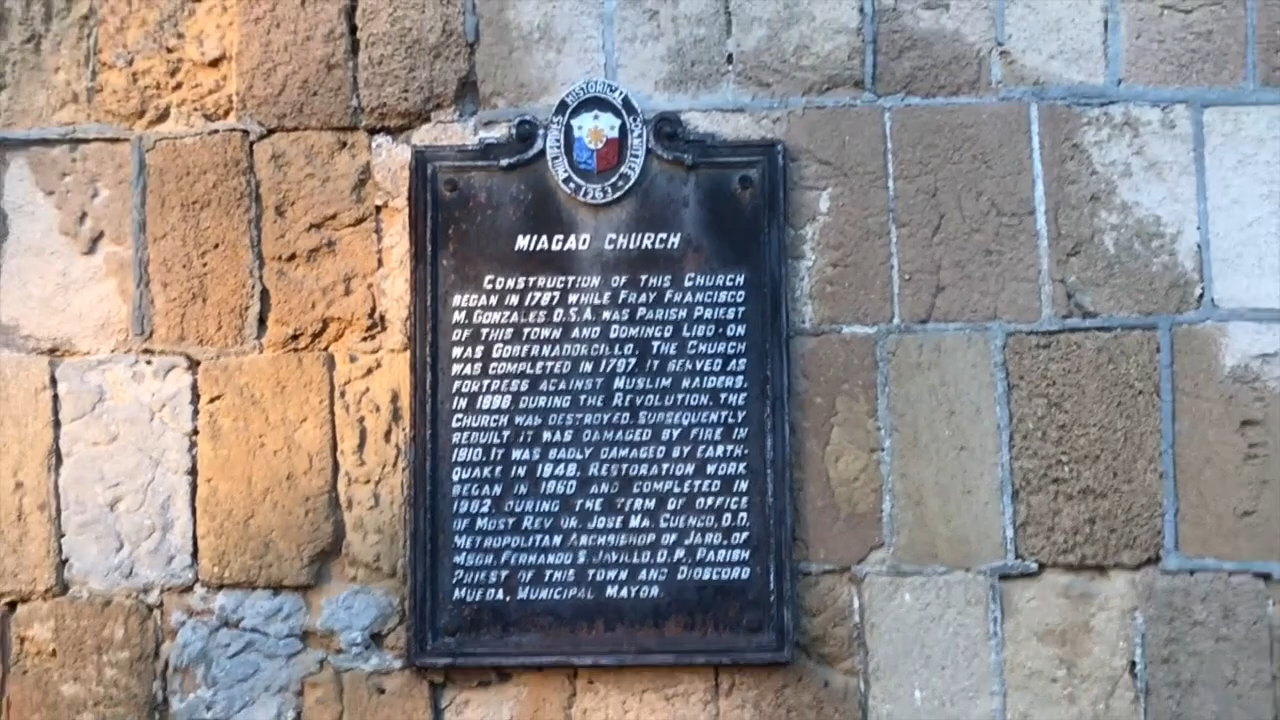 PHILIPPINES HISTORICAL COMMITTEE
1963
MIAGAO CHURCH
CONSTRUCTION OF THIS CHURCH
BEGAN IN 1787 WHILE FRAY FRANCISCO
M. GONZALES, O.S.A. WAS PARISH PRIEST
OF THIS TOWN AND DOMINGO LIBO-ON
WAS GOBERNADORCILLO. THE CHURCH
WAS COMPLETED IN 1797. IT SERVED AS
FORTRESS AGAINST MUSLIM RAIDERS.
IN 1898, DURING THE REVOLUTION, THE
CHURCH WAS DESTROYED. SUBSEQUENTLY
REBUILT IT WAS DAMAGED BY FIRE IN
1910. IT WAS BADLY DAMAGED BY EARTH-
QUAKE IN 1948. RESTORATION WORK
BEGAN IN 1960 AND COMPLETED IN
1962, DURING THE TERM OF OFFICE
OF MOST REV. DR. JOSE MA. CUENCO, D.D.
METROPOLITAN ARCHBISHOP OF JARO, OF
MSGR. FERNANDO S. JAVILLO, D.P., PARISH
PRIEST OF THIS TOWN AND DIOSCORO
MUEDA, MUNICIPAL MAYOR.